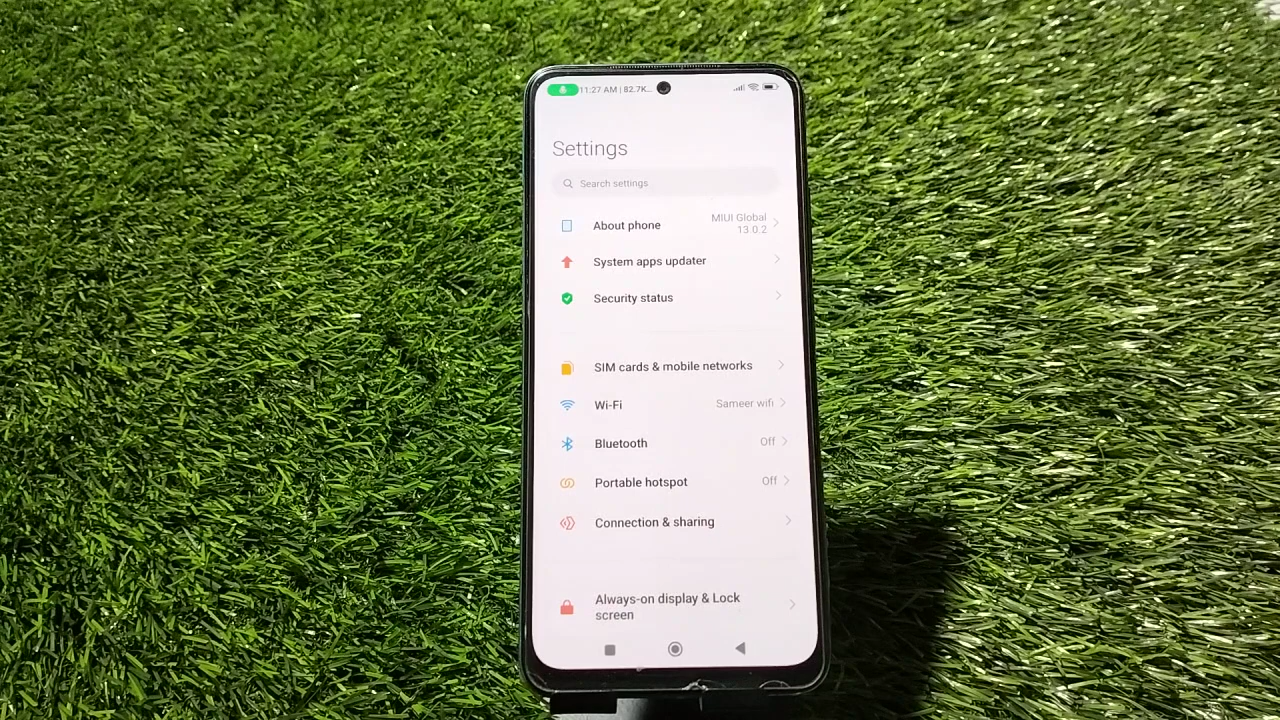 11:27 AM | 82.7K...
Settings
Search settings
About phone
MIUI Global
13.0.2
System apps updater
Security status
SIM cards & mobile networks
Wi-Fi
Sameer wifi
Bluetooth
Off
Portable hotspot
Off
Connection & sharing
Always-on display & Lock
screen